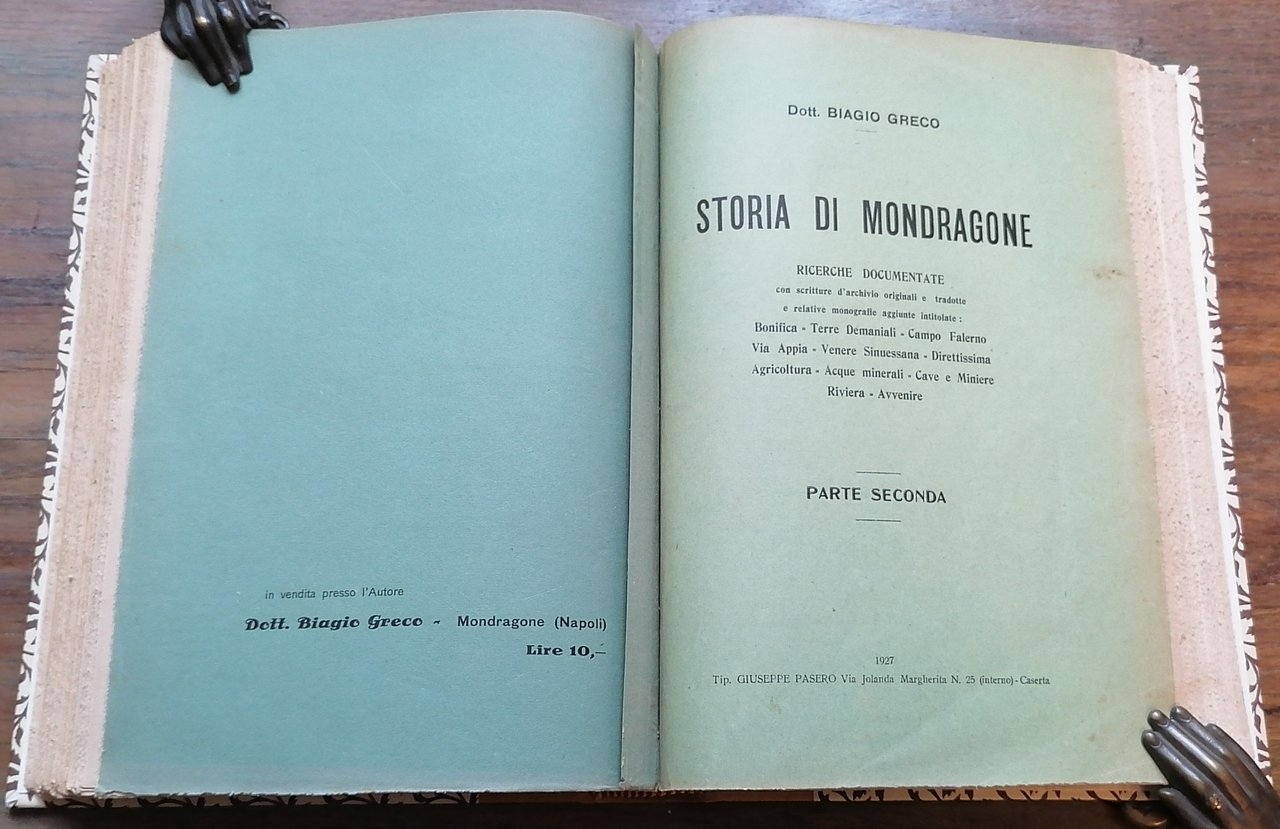 in vendita presso l'Autore
Dott. Biagio Greco - Mondragone (Napoli)
Lire 10,—
Dott. BIAGIO GRECO
STORIA DI MONDRAGONE
RICERCHE DOCUMENTATE
con scritture d'archivio originali e tradotte
e relative monografie aggiunte intitolate :
Bonifica - Terre Demaniali - Campo Falerno
Via Appia - Venere Sinuessana - Direttissima
Agricoltura - Acque minerali - Cave e Miniere
Riviera - Avvenire
PARTE SECONDA
1927
Tip. GIUSEPPE PASERO Via Jolanda Margherita N. 25 (interno) - Caserta